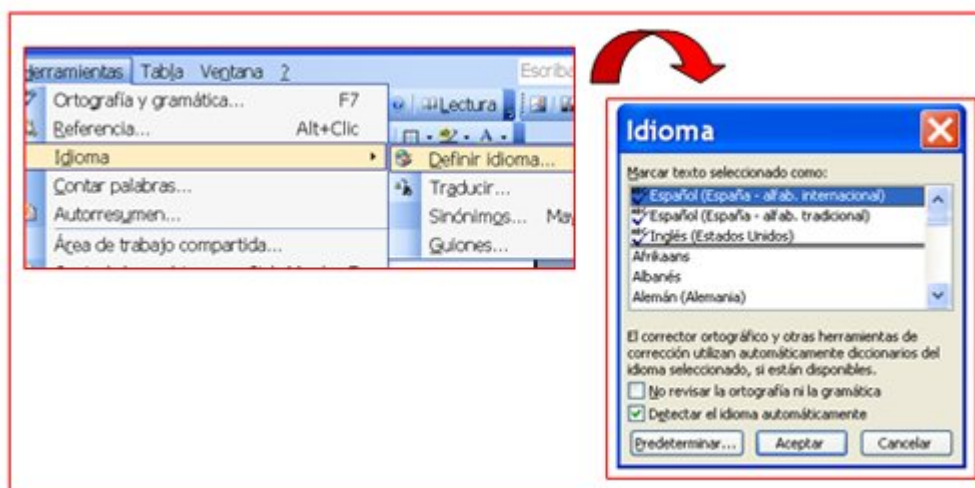 Herramientas Tabla Ventana ?
Escriba
Ortografía y gramática... F7
Lectura
Referencia... Alt+Clic
Idioma
Definir idioma...
Contar palabras...
Traducir...
Autorresumen...
Sinónimos... May
Área de trabajo compartida...
Guiones...
Idioma
Marcar texto seleccionado como:
Español (España - alfab. internacional)
Español (España - alfab. tradicional)
Inglés (Estados Unidos)
Afrikaans
Albanés
Alemán (Alemania)
El corrector ortográfico y otras herramientas de
corrección utilizan automáticamente diccionarios del
idioma seleccionado, si están disponibles.
No revisar la ortografía ni la gramática
Detectar el idioma automáticamente
Predeterminar... Aceptar Cancelar